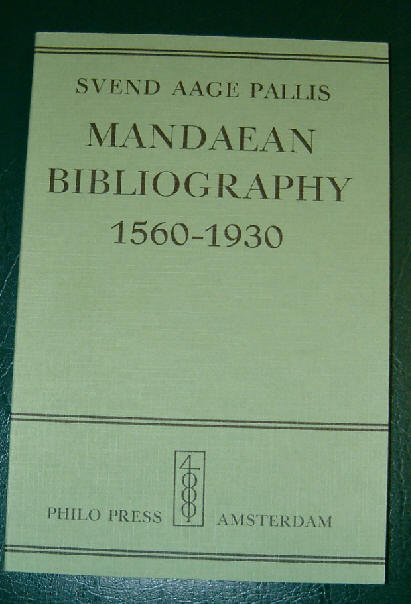 SVEND AAGE PALLIS
MANDAEAN
BIBLIOGRAPHY
1560-1930
PHILO PRESS AMSTERDAM